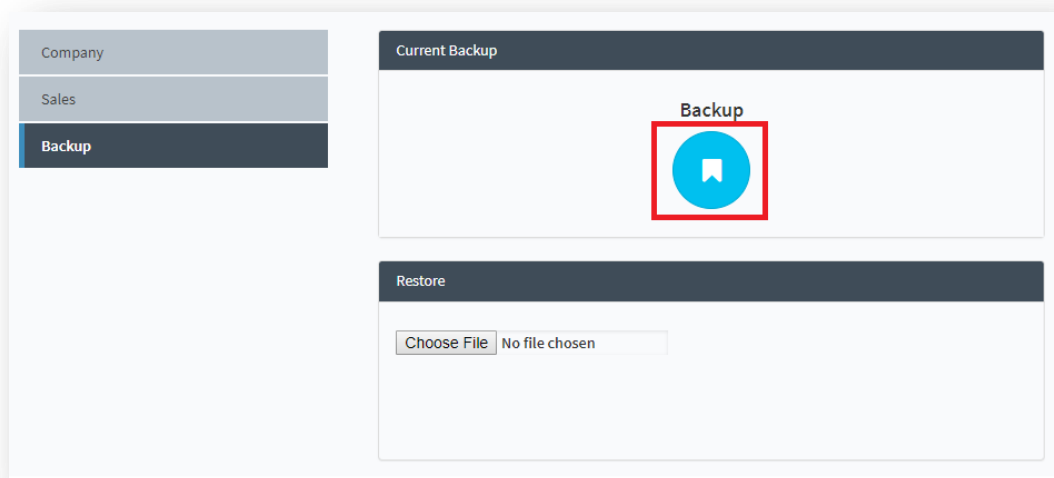 Company
Sales
Backup
Current Backup
Backup
Restore
Choose File No file chosen